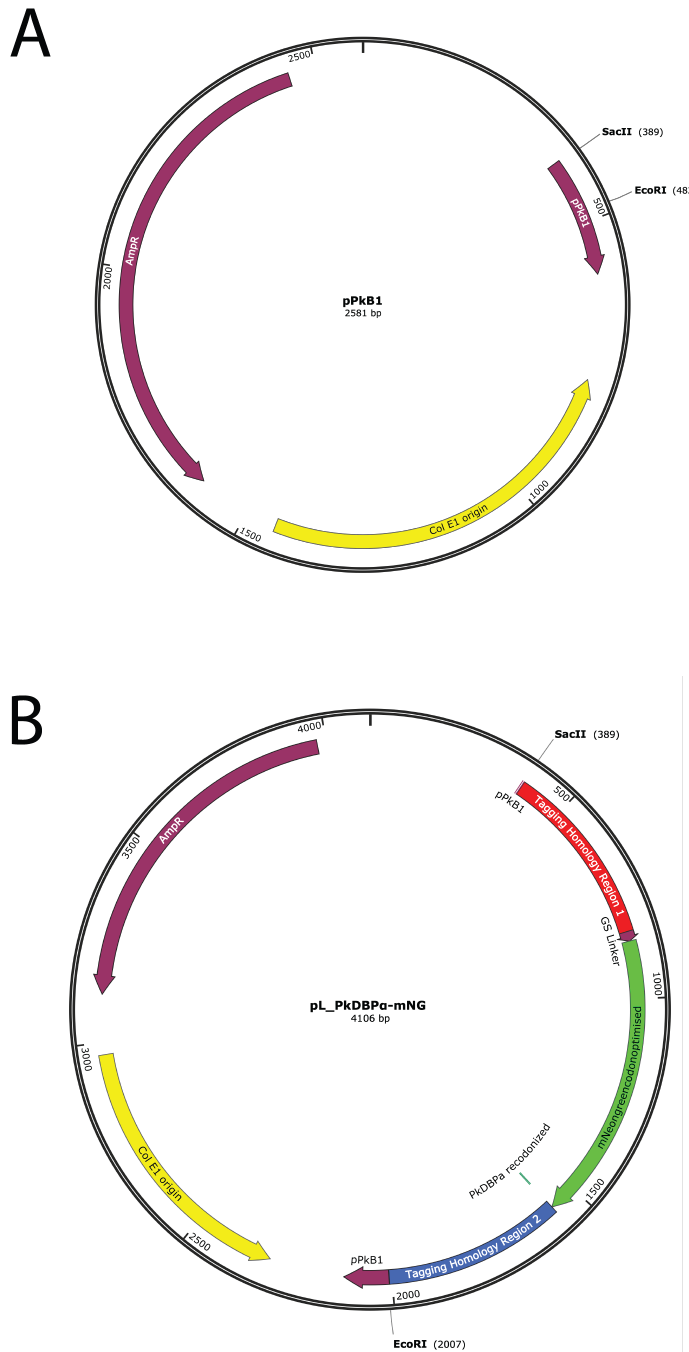 A
2500
SacII (389)
EcoRI (48
500
pPkB1
AmpR
2000
pPkB1
2581 bp
1000
Col E1 origin
1500
B
4000
SacII (389)
500
pPkB1
Tagging Homology Region 1
AmpR
3500
GS Linker
1000
pL_PkDBPα-mNG
4106 bp
mNeongreencodonoptimised
3000
PkDBPa recodonized
Col E1 origin
1500
2500
Tagging Homology Region 2
pPkB1
2000
EcoRI (2007)